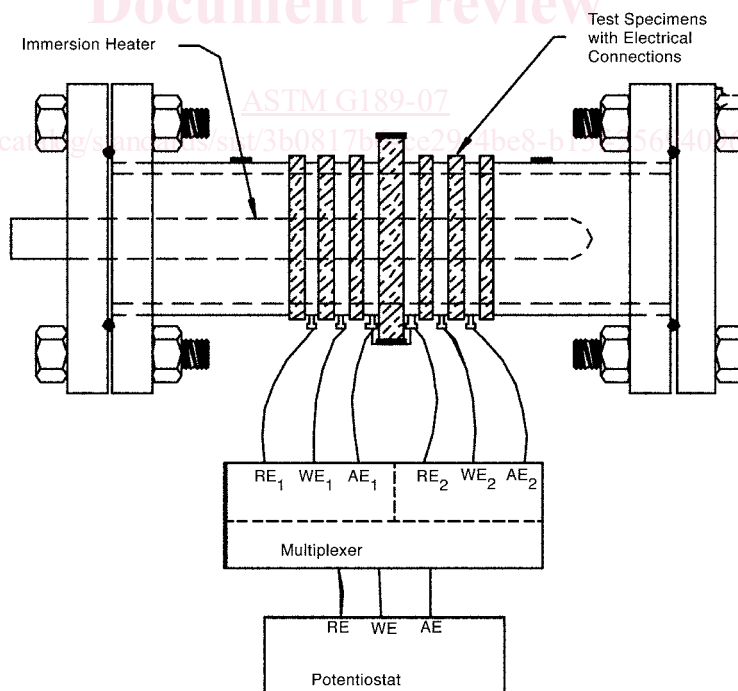 Document Preview
Test Specimens
with Electrical
Connections
Immersion Heater
ASTM G189-07
RE1 WE1 AE1 RE2 WE2 AE2
Multiplexer
RE WE AE
Potentiostat